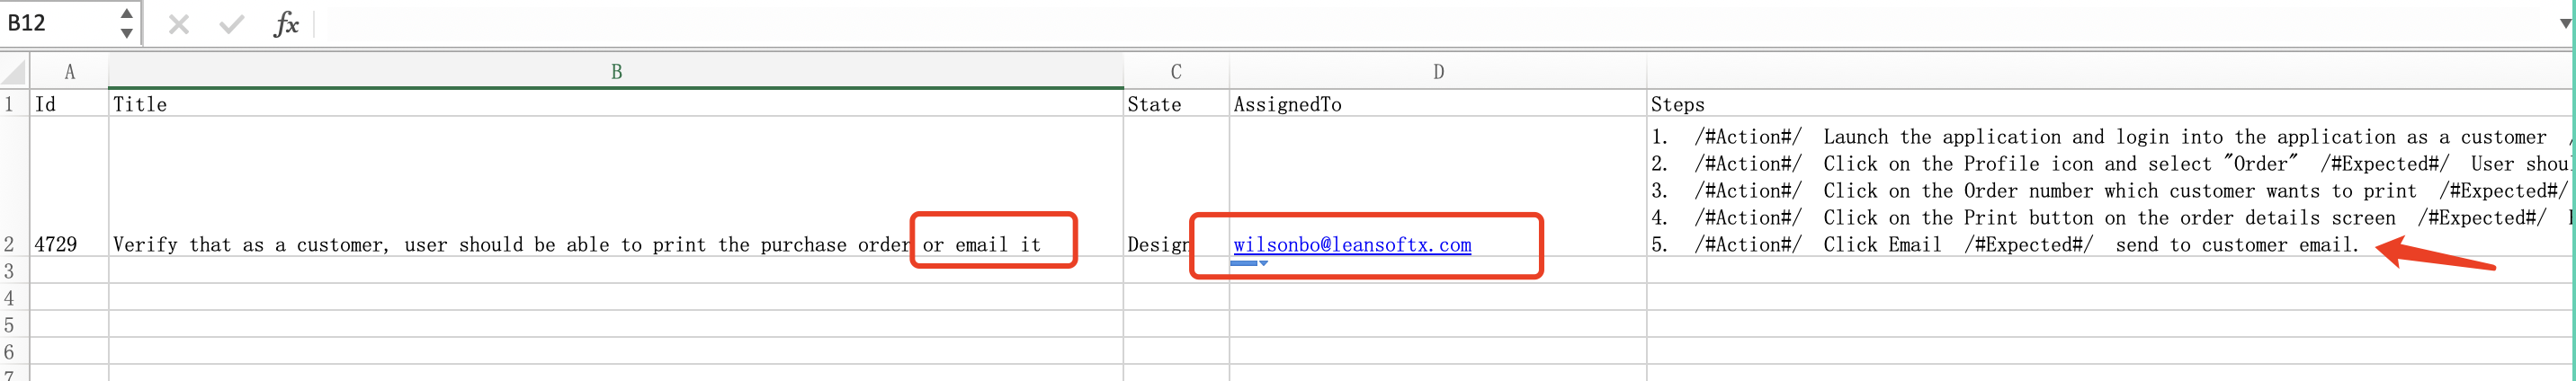 B12 fx
A B C D
1 Id Title State AssignedTo Steps
1. /#Action#/ Launch the application and login into the application as a customer
2. /#Action#/ Click on the Profile icon and select "Order" /#Expected#/ User shou
3. /#Action#/ Click on the Order number which customer wants to print /#Expected#/
4. /#Action#/ Click on the Print button on the order details screen /#Expected#/
2 4729 Verify that as a customer, user should be able to print the purchase order or email it Design wilsonbo@leansoftx.com 5. /#Action#/ Click Email /#Expected#/ send to customer email.
3
4
5
6
7